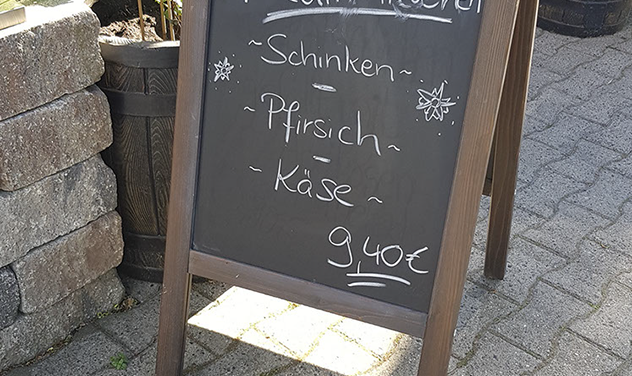 ~Schinken~
-
~Pfirsich~
-
~Käse~
9,40€